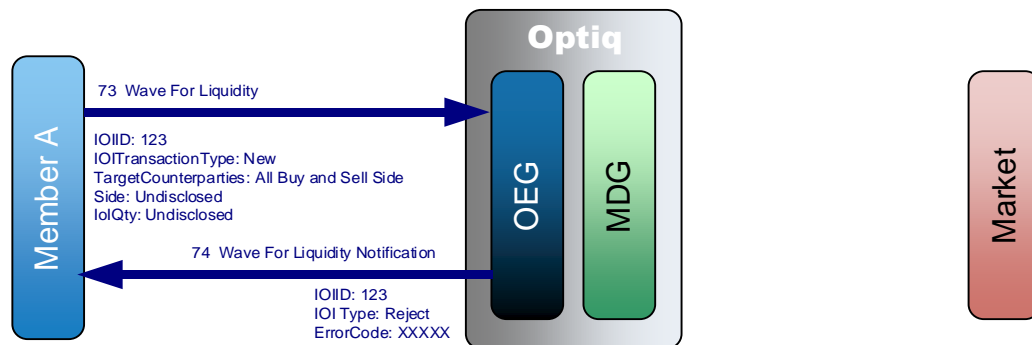 Optiq
Member A
73 Wave For Liquidity
IOIID: 123
IOITransactionType: New
TargetCounterparties: All Buy and Sell Side
Side: Undisclosed
IoIQty: Undisclosed
OEG
MDG
Market
74 Wave For Liquidity Notification
IOIID: 123
IOI Type: Reject
ErrorCode: XXXXX